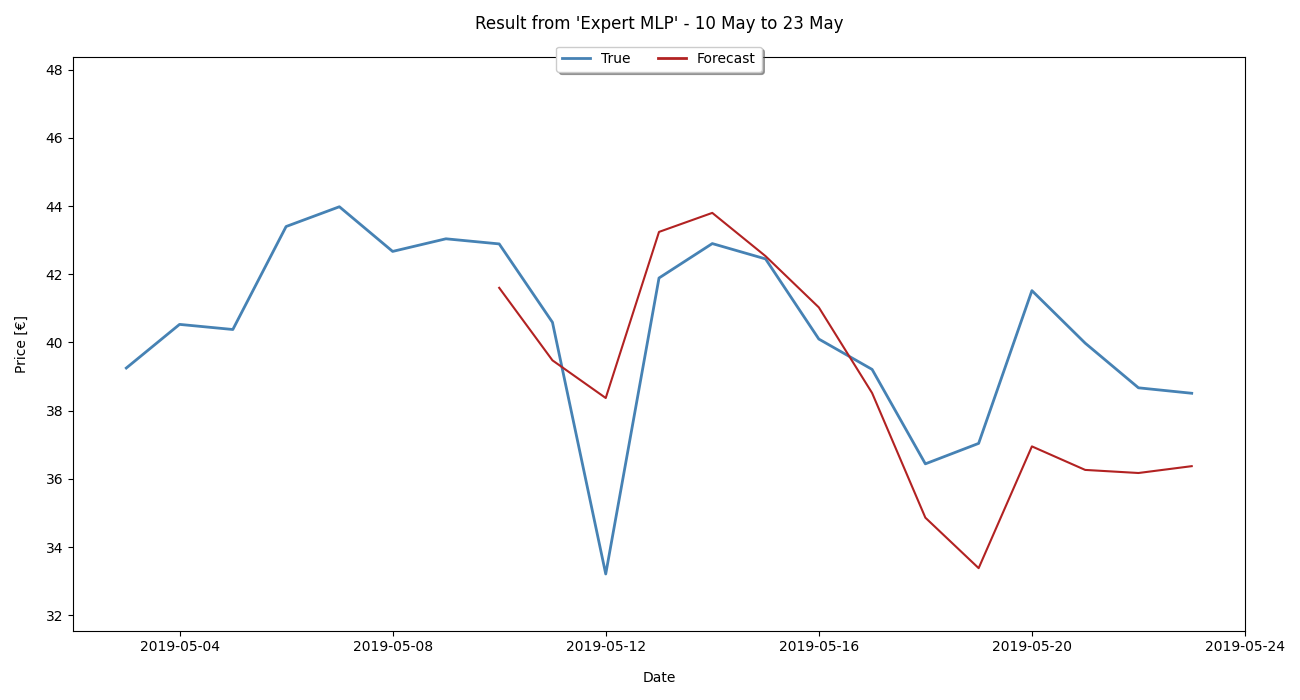 Result from 'Expert MLP' - 10 May to 23 May
True Forecast
48
46
44
42
40
38
36
34
32
Price [€]
2019-05-04 2019-05-08 2019-05-12 2019-05-16 2019-05-20 2019-05-24
Date